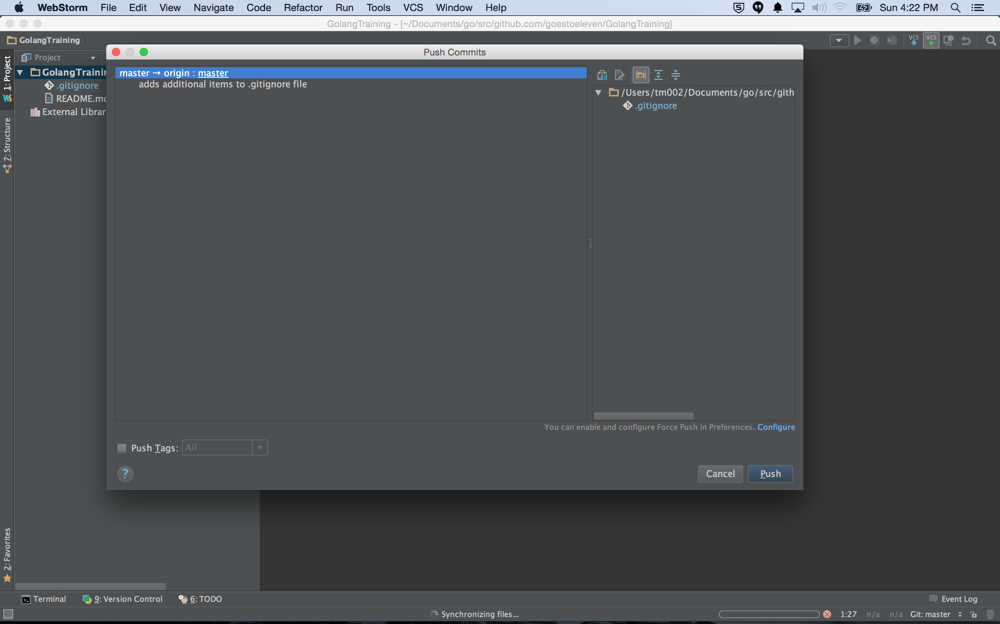 WebStorm File Edit View Navigate Code Refactor Run Tools VCS Window Help Sun 4:22 PM
GolangTraining - [~/Documents/go/src/github.com/goestoeleven/GolangTraining]
GolangTraining
VCS VCS
1: Project
Project
GolangTrainin
.gitignore
README.md
External Librar
7: Structure
2: Favorites
Push Commits
master → origin : master
adds additional items to .gitignore file
/Users/tm002/Documents/go/src/gith
.gitignore
You can enable and configure Force Push in Preferences. Configure
Push Tags: All
?
Cancel Push
Terminal 9: Version Control 6: TODO Event Log
Synchronizing files... 1:27 n/a n/a Git: master